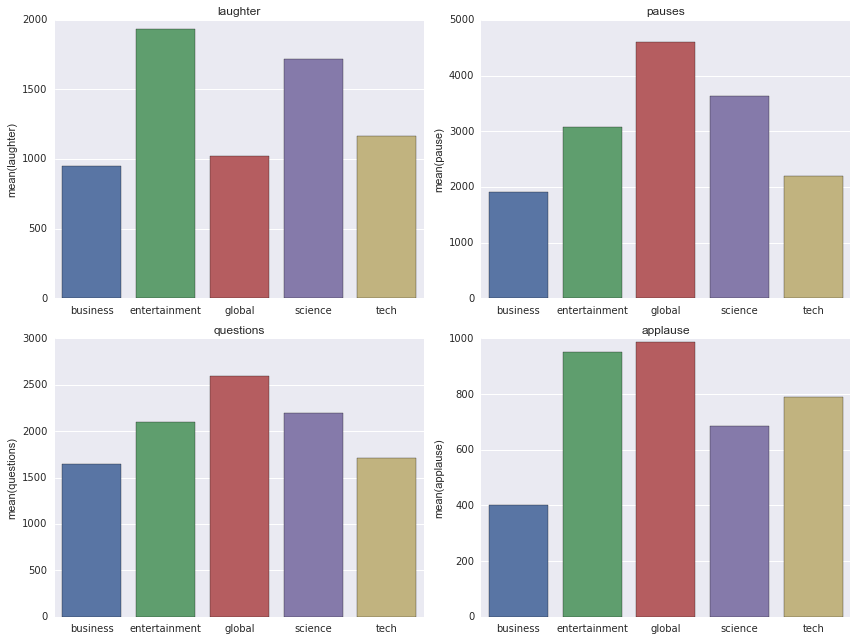 laughter
2000
1500
1000
500
0
mean(laughter)
business entertainment global science tech
pauses
5000
4000
3000
2000
1000
0
mean(pause)
business entertainment global science tech
questions
3000
2500
2000
1500
1000
500
0
mean(questions)
business entertainment global science tech
applause
1000
800
600
400
200
0
mean(applause)
business entertainment global science tech